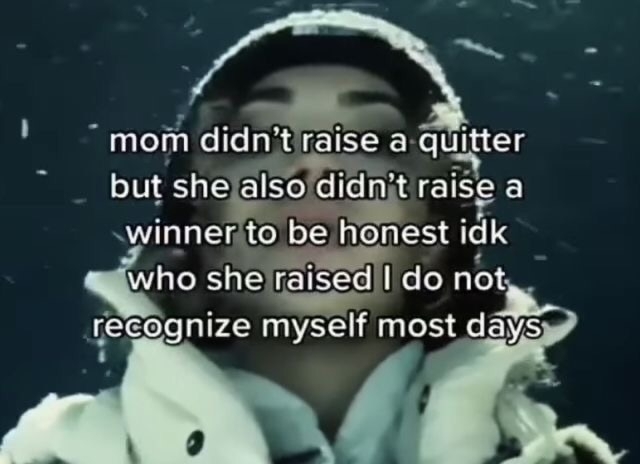 mom didn't raise a quitter
but she also didn't raise a
winner to be honest idk
who she raised I do not
recognize myself most days